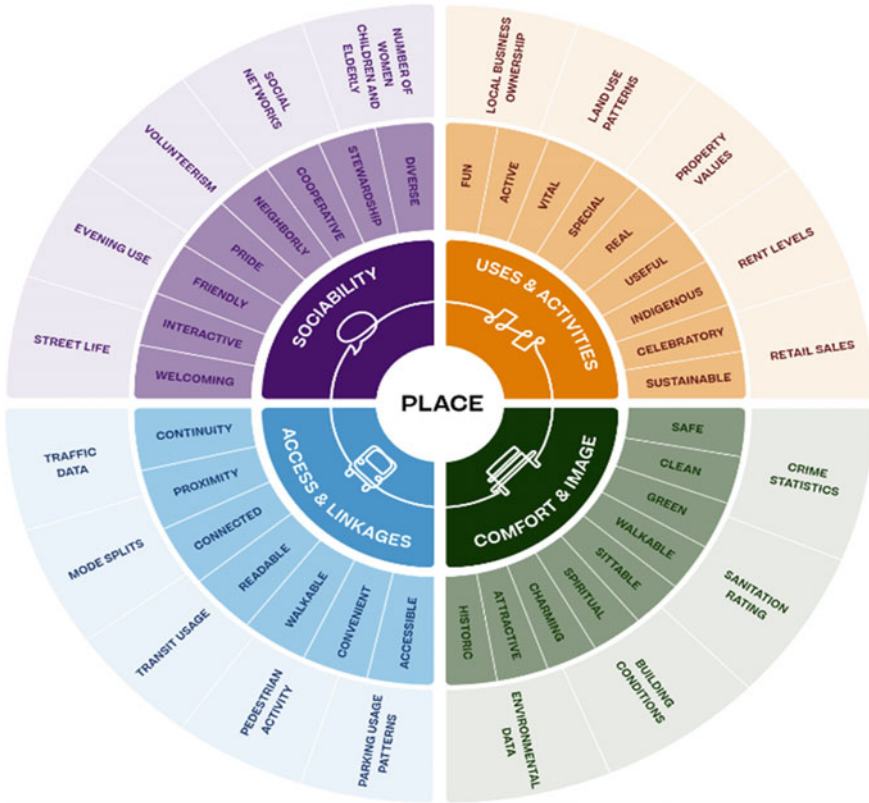 PLACE
SOCIABILITY
USES & ACTIVITIES
ACCESS & LINKAGES
COMFORT & IMAGE
WELCOMING
INTERACTIVE
FRIENDLY
PRIDE
NEIGHBORLY
COOPERATIVE
STEWARDSHIP
DIVERSE
FUN
ACTIVE
VITAL
SPECIAL
REAL
USEFUL
INDIGENOUS
CELEBRATORY
SUSTAINABLE
SAFE
CLEAN
GREEN
WALKABLE
SITTABLE
SPIRITUAL
CHARMING
ATTRACTIVE
HISTORIC
ACCESSIBLE
CONVENIENT
WALKABLE
READABLE
CONNECTED
PROXIMITY
CONTINUITY
STREET LIFE
EVENING USE
VOLUNTEERISM
SOCIAL
NETWORKS
NUMBER OF
WOMEN
CHILDREN AND
ELDERLY
LOCAL BUSINESS
OWNERSHIP
LAND USE
PATTERNS
PROPERTY
VALUES
RENT LEVELS
RETAIL SALES
CRIME
STATISTICS
SANITATION
RATING
BUILDING
CONDITIONS
ENVIRONMENTAL
DATA
PARKING USAGE
PATTERNS
PEDESTRIAN
ACTIVITY
TRANSIT USAGE
MODE SPLITS
TRAFFIC
DATA